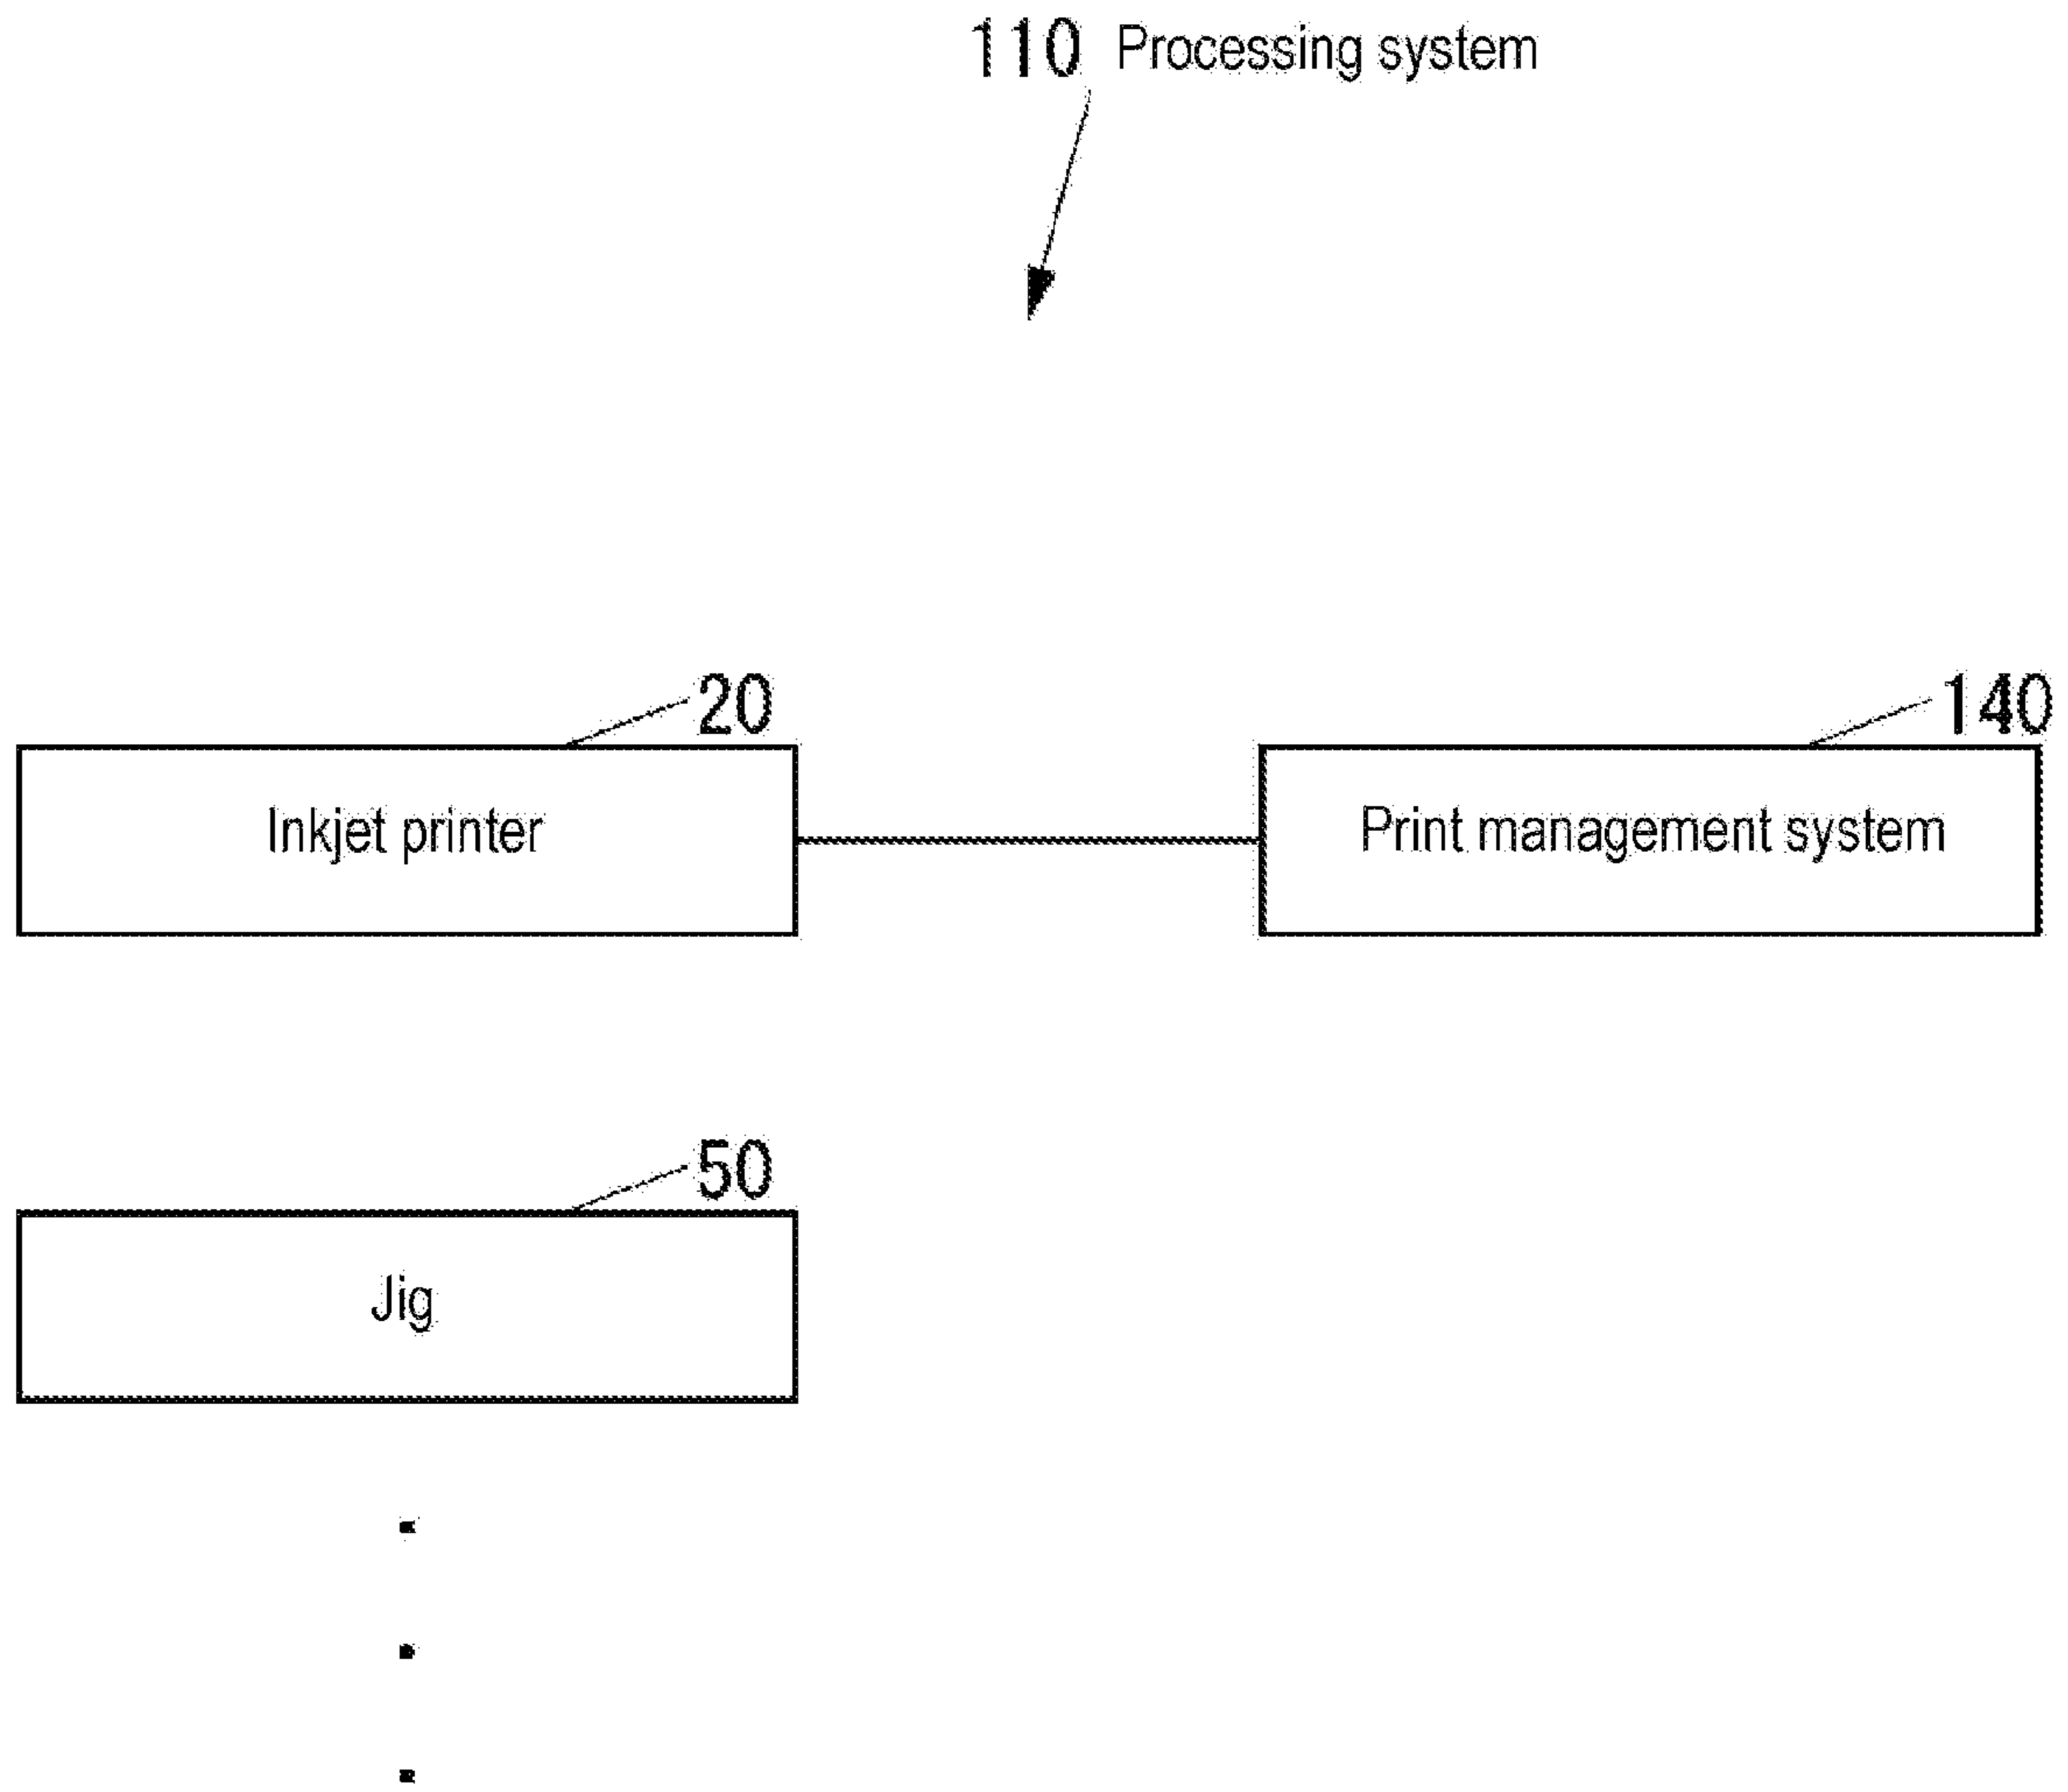 110 Processing system
20
140
Inkjet printer
Print management system
50
Jig